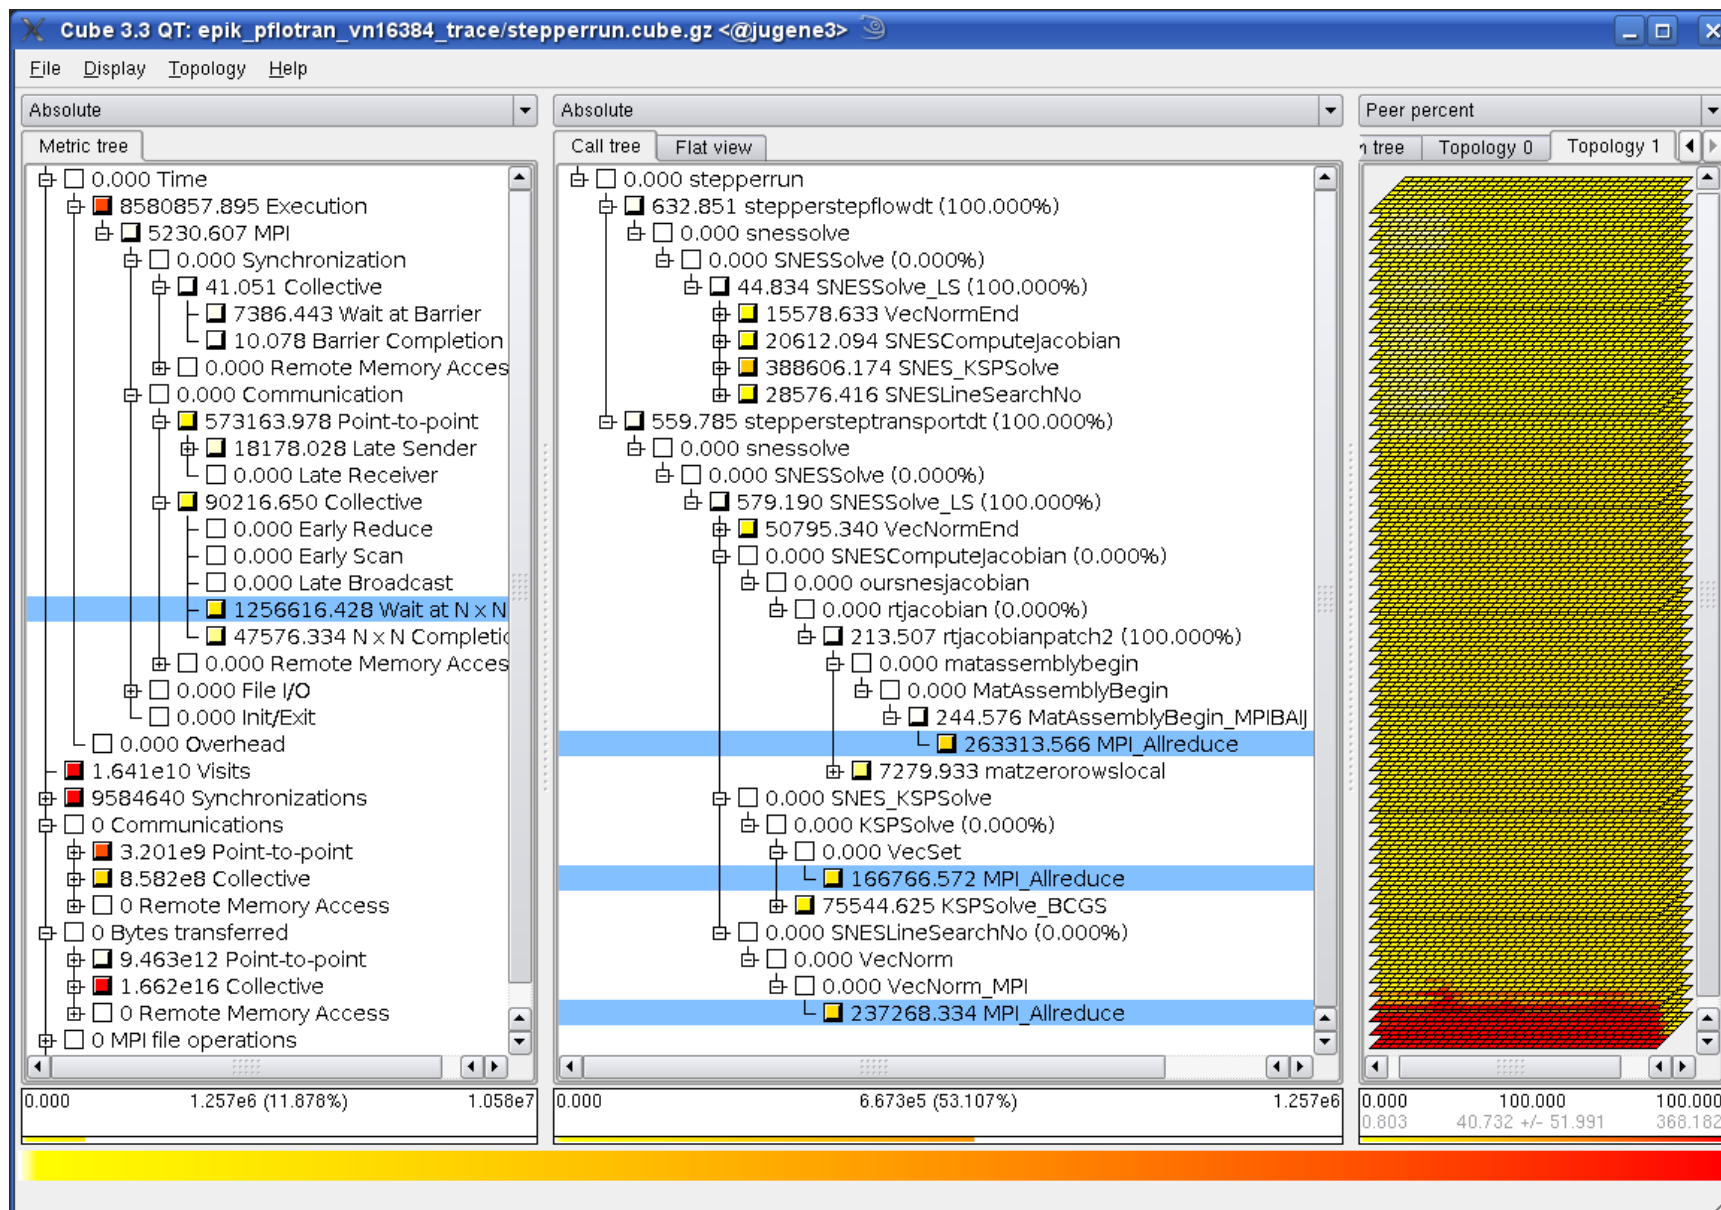 Cube 3.3 QT: epik_pflotran_vn16384_trace/stepperrun.cube.gz <@jugene3>
File Display Topology Help
Absolute
Metric tree
0.000 Time
8580857.895 Execution
5230.607 MPI
0.000 Synchronization
41.051 Collective
7386.443 Wait at Barrier
10.078 Barrier Completion
0.000 Remote Memory Acces
0.000 Communication
573163.978 Point-to-point
18178.028 Late Sender
0.000 Late Receiver
90216.650 Collective
0.000 Early Reduce
0.000 Early Scan
0.000 Late Broadcast
1256616.428 Wait at N x N
47576.334 N x N Completic
0.000 Remote Memory Acces
0.000 File I/O
0.000 Init/Exit
0.000 Overhead
1.641e10 Visits
9584640 Synchronizations
0 Communications
3.201e9 Point-to-point
8.582e8 Collective
0 Remote Memory Access
0 Bytes transferred
9.463e12 Point-to-point
1.662e16 Collective
0 Remote Memory Access
0 MPI file operations
0.000 1.257e6 (11.878%) 1.058e7
Absolute
Call tree Flat view
0.000 stepperrun
632.851 stepperstepflowdt (100.000%)
0.000 snessolve
0.000 SNESSolve (0.000%)
44.834 SNESSolve_LS (100.000%)
15578.633 VecNormEnd
20612.094 SNESComputeJacobian
388606.174 SNES_KSPSolve
28576.416 SNESLineSearchNo
559.785 steppersteptransportdt (100.000%)
0.000 snessolve
0.000 SNESSolve (0.000%)
579.190 SNESSolve_LS (100.000%)
50795.340 VecNormEnd
0.000 SNESComputeJacobian (0.000%)
0.000 oursnesjacobian
0.000 rtjacobian (0.000%)
213.507 rtjacobianpatch2 (100.000%)
0.000 matassemblybegin
0.000 MatAssemblyBegin
244.576 MatAssemblyBegin_MPIBAIJ
263313.566 MPI_Allreduce
7279.933 matzerorowslocal
0.000 SNES_KSPSolve
0.000 KSPSolve (0.000%)
0.000 VecSet
166766.572 MPI_Allreduce
75544.625 KSPSolve_BCGS
0.000 SNESLineSearchNo (0.000%)
0.000 VecNorm
0.000 VecNorm_MPI
237268.334 MPI_Allreduce
0.000 6.673e5 (53.107%) 1.257e6
Peer percent
n tree Topology 0 Topology 1
0.000 100.000 100.000
0.803 40.732 +/- 51.991 368.182